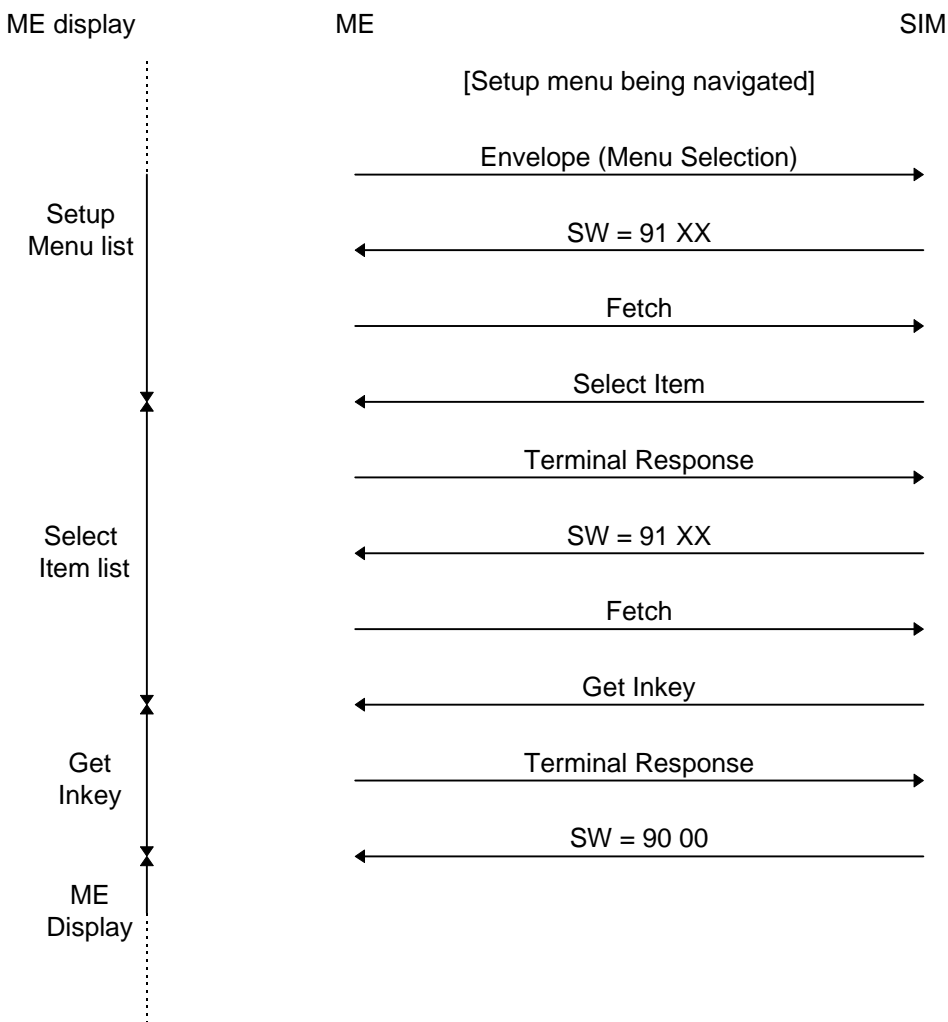 ME display
ME
SIM
[Setup menu being navigated]
Envelope (Menu Selection)
Setup
Menu list
SW = 91 XX
Fetch
Select Item
Terminal Response
Select
Item list
SW = 91 XX
Fetch
Get Inkey
Get
Inkey
Terminal Response
SW = 90 00
ME
Display